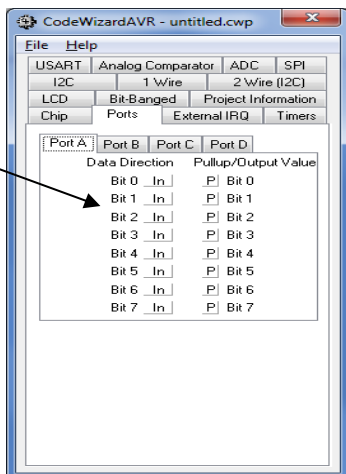 CodeWizardAVR - untitled.cwp
File Help
USART Analog Comparator ADC SPI
I2C 1 Wire 2 Wire (I2C)
LCD Bit-Banged Project Information
Chip Ports External IRQ Timers
Port A Port B Port C Port D
Data Direction Pullup/Output Value
Bit 0 In P Bit 0
Bit 1 In P Bit 1
Bit 2 In P Bit 2
Bit 3 In P Bit 3
Bit 4 In P Bit 4
Bit 5 In P Bit 5
Bit 6 In P Bit 6
Bit 7 In P Bit 7